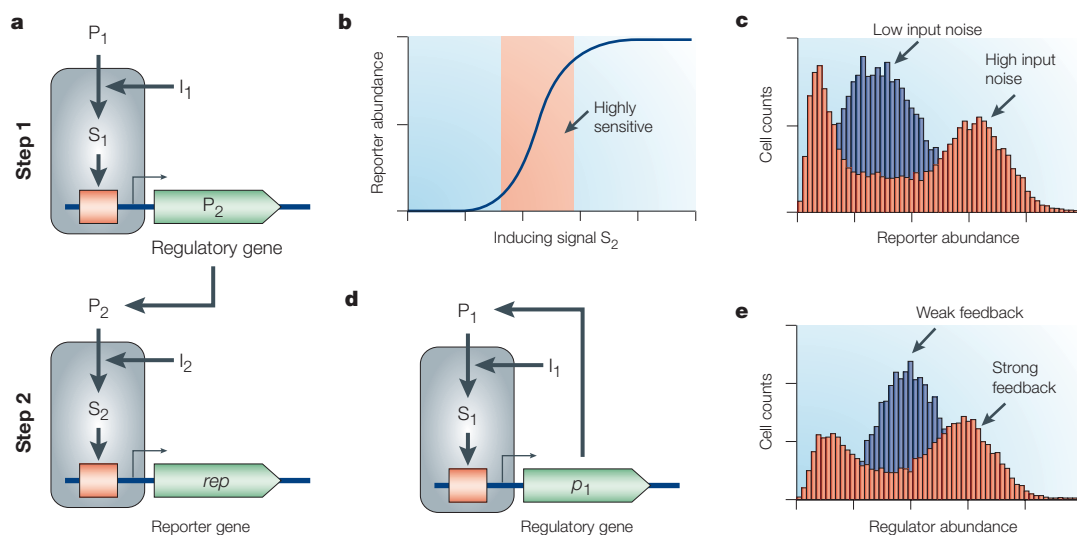 a
P1
I1
S1
Step 1
P2
Regulatory gene
P2
I2
S2
Step 2
rep
Reporter gene
b
Reporter abundance
Highly
sensitive
Inducing signal S2
c
Low input noise
High input
noise
Cell counts
Reporter abundance
d
P1
I1
S1
p1
Regulatory gene
e
Weak feedback
Strong
feedback
Cell counts
Regulator abundance